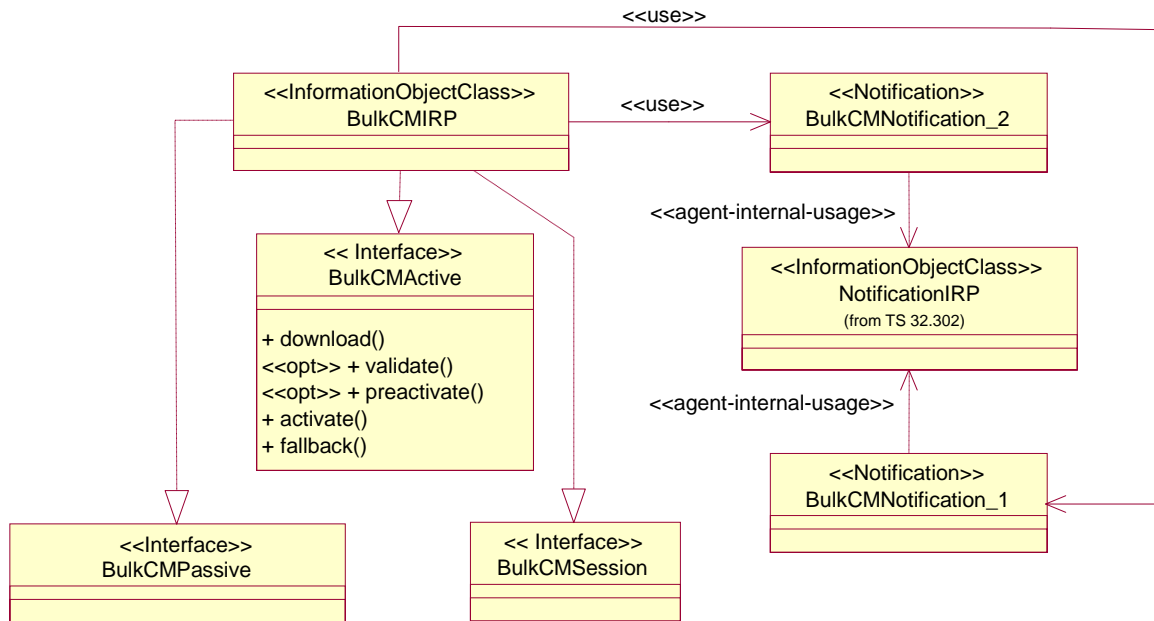 <<use>>
<<InformationObjectClass>>
BulkCMIRP
<<use>>
<<Notification>>
BulkCMNotification_2
<<agent-internal-usage>>
<< Interface>>
BulkCMActive
+ download()
<<opt>> + validate()
<<opt>> + preactivate()
+ activate()
+ fallback()
<<InformationObjectClass>>
NotificationIRP
(from TS 32.302)
<<agent-internal-usage>>
<<Notification>>
BulkCMNotification_1
<<Interface>>
BulkCMPassive
<< Interface>>
BulkCMSession